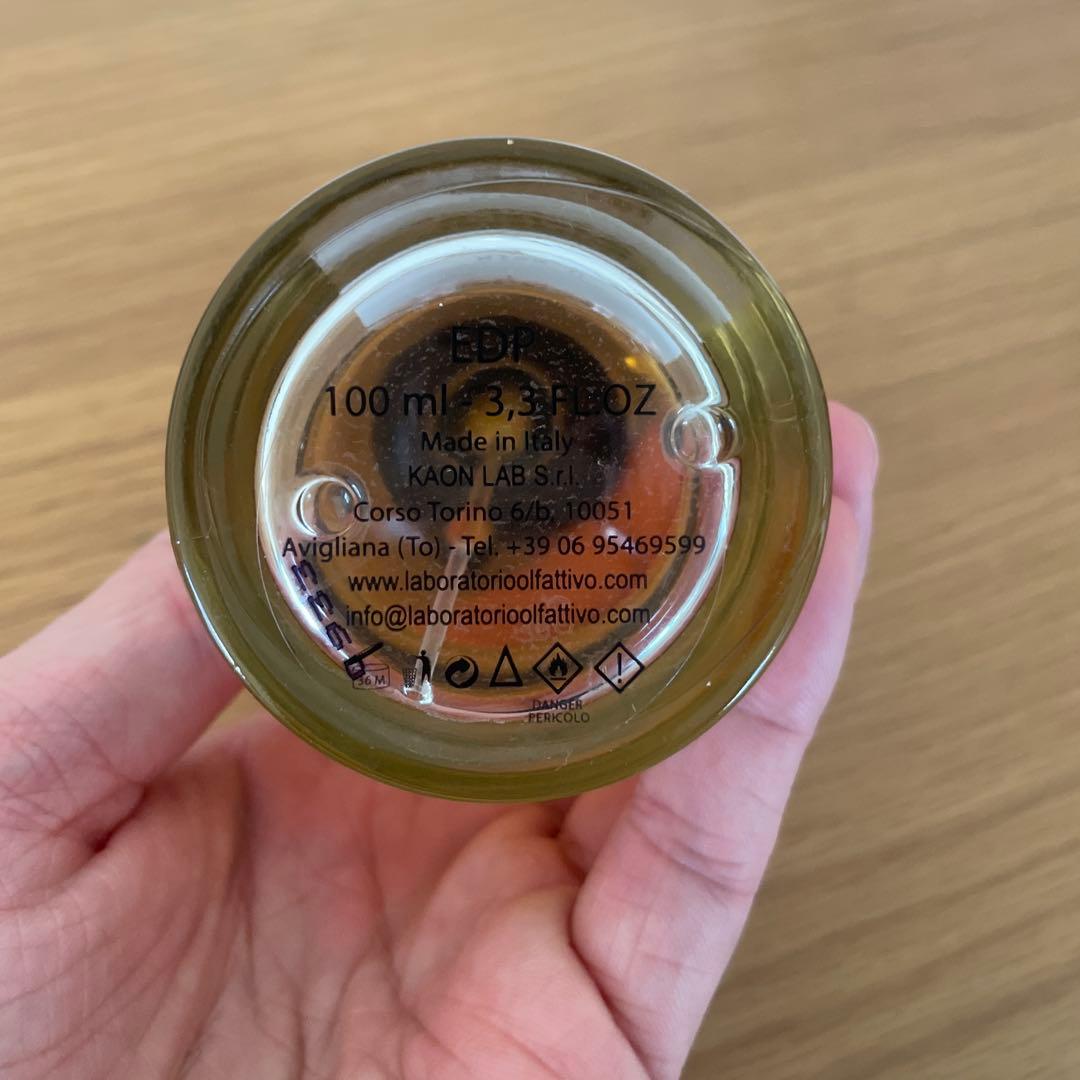 EDP
100 ml - 3,3 FL.OZ
Made in Italy
KAON LAB S.r.l.
Corso Torino 6/b, 10051
Avigliana (To) - Tel. +39 06 95469599
www.laboratorioolfattivo.com
info@laboratorioolfattivo.com
36 M
DANGER
PERICOLO